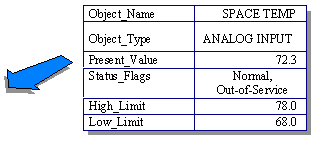 Object_Name SPACE TEMP
Object_Type ANALOG INPUT
Present_Value 72.3
Status_Flags Normal,
Out-of-Service
High_Limit 78.0
Low_Limit 68.0